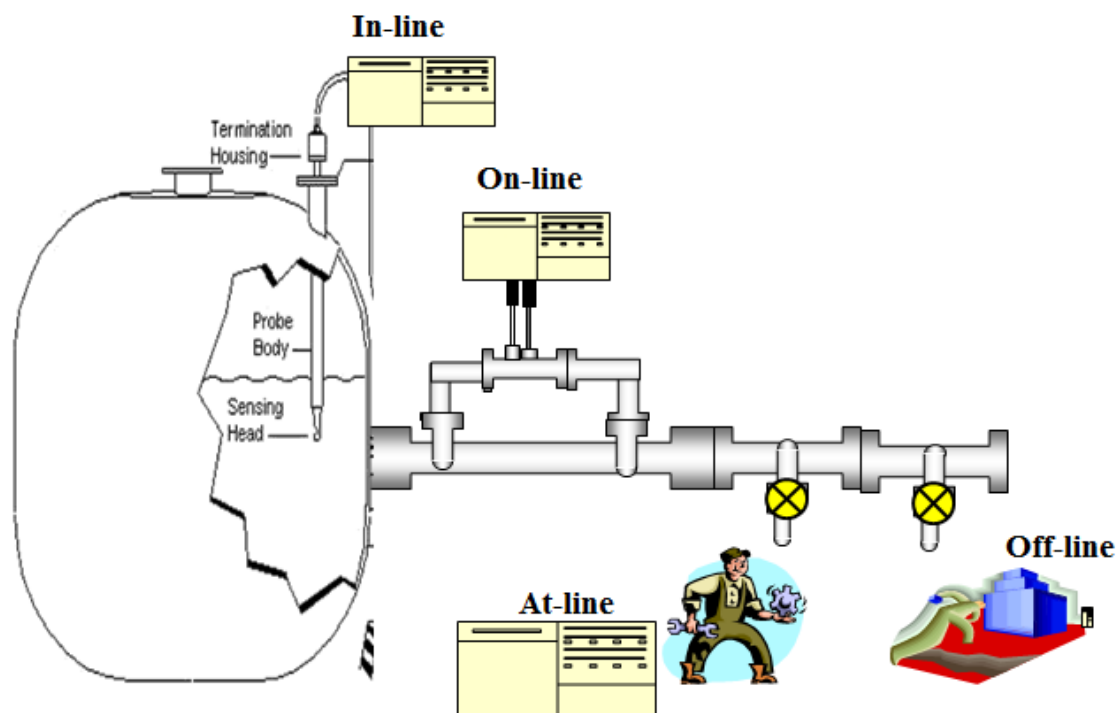 In-line
Termination
Housing
On-line
Probe
Body
Sensing
Head
Off-line
At-line